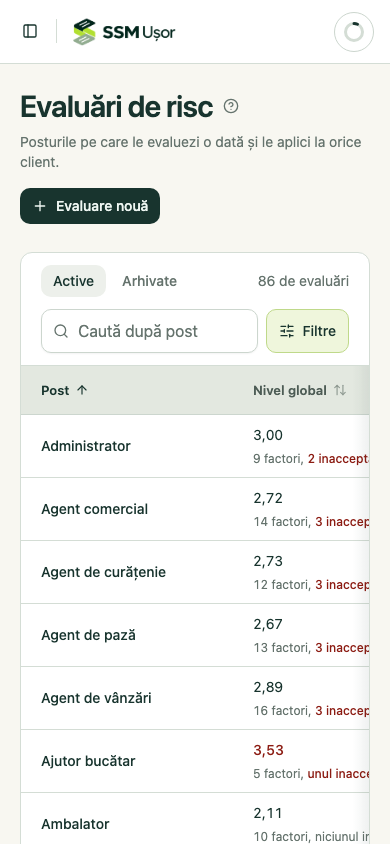 SSM Ușor
Evaluări de risc
Posturile pe care le evaluezi o dată și le aplici la orice
client.
+ Evaluare nouă
Active Arhivate 86 de evaluări
Caută după post Filtre
Post Nivel global
Administrator 3,00
9 factori, 2 inaccept
Agent comercial 2,72
14 factori, 3 inaccep
Agent de curățenie 2,73
12 factori, 3 inaccep
Agent de pază 2,67
13 factori, 3 inaccep
Agent de vânzări 2,89
16 factori, 3 inaccep
Ajutor bucătar 3,53
5 factori, unul inacce
Ambalator 2,11
10 factori, niciunul in